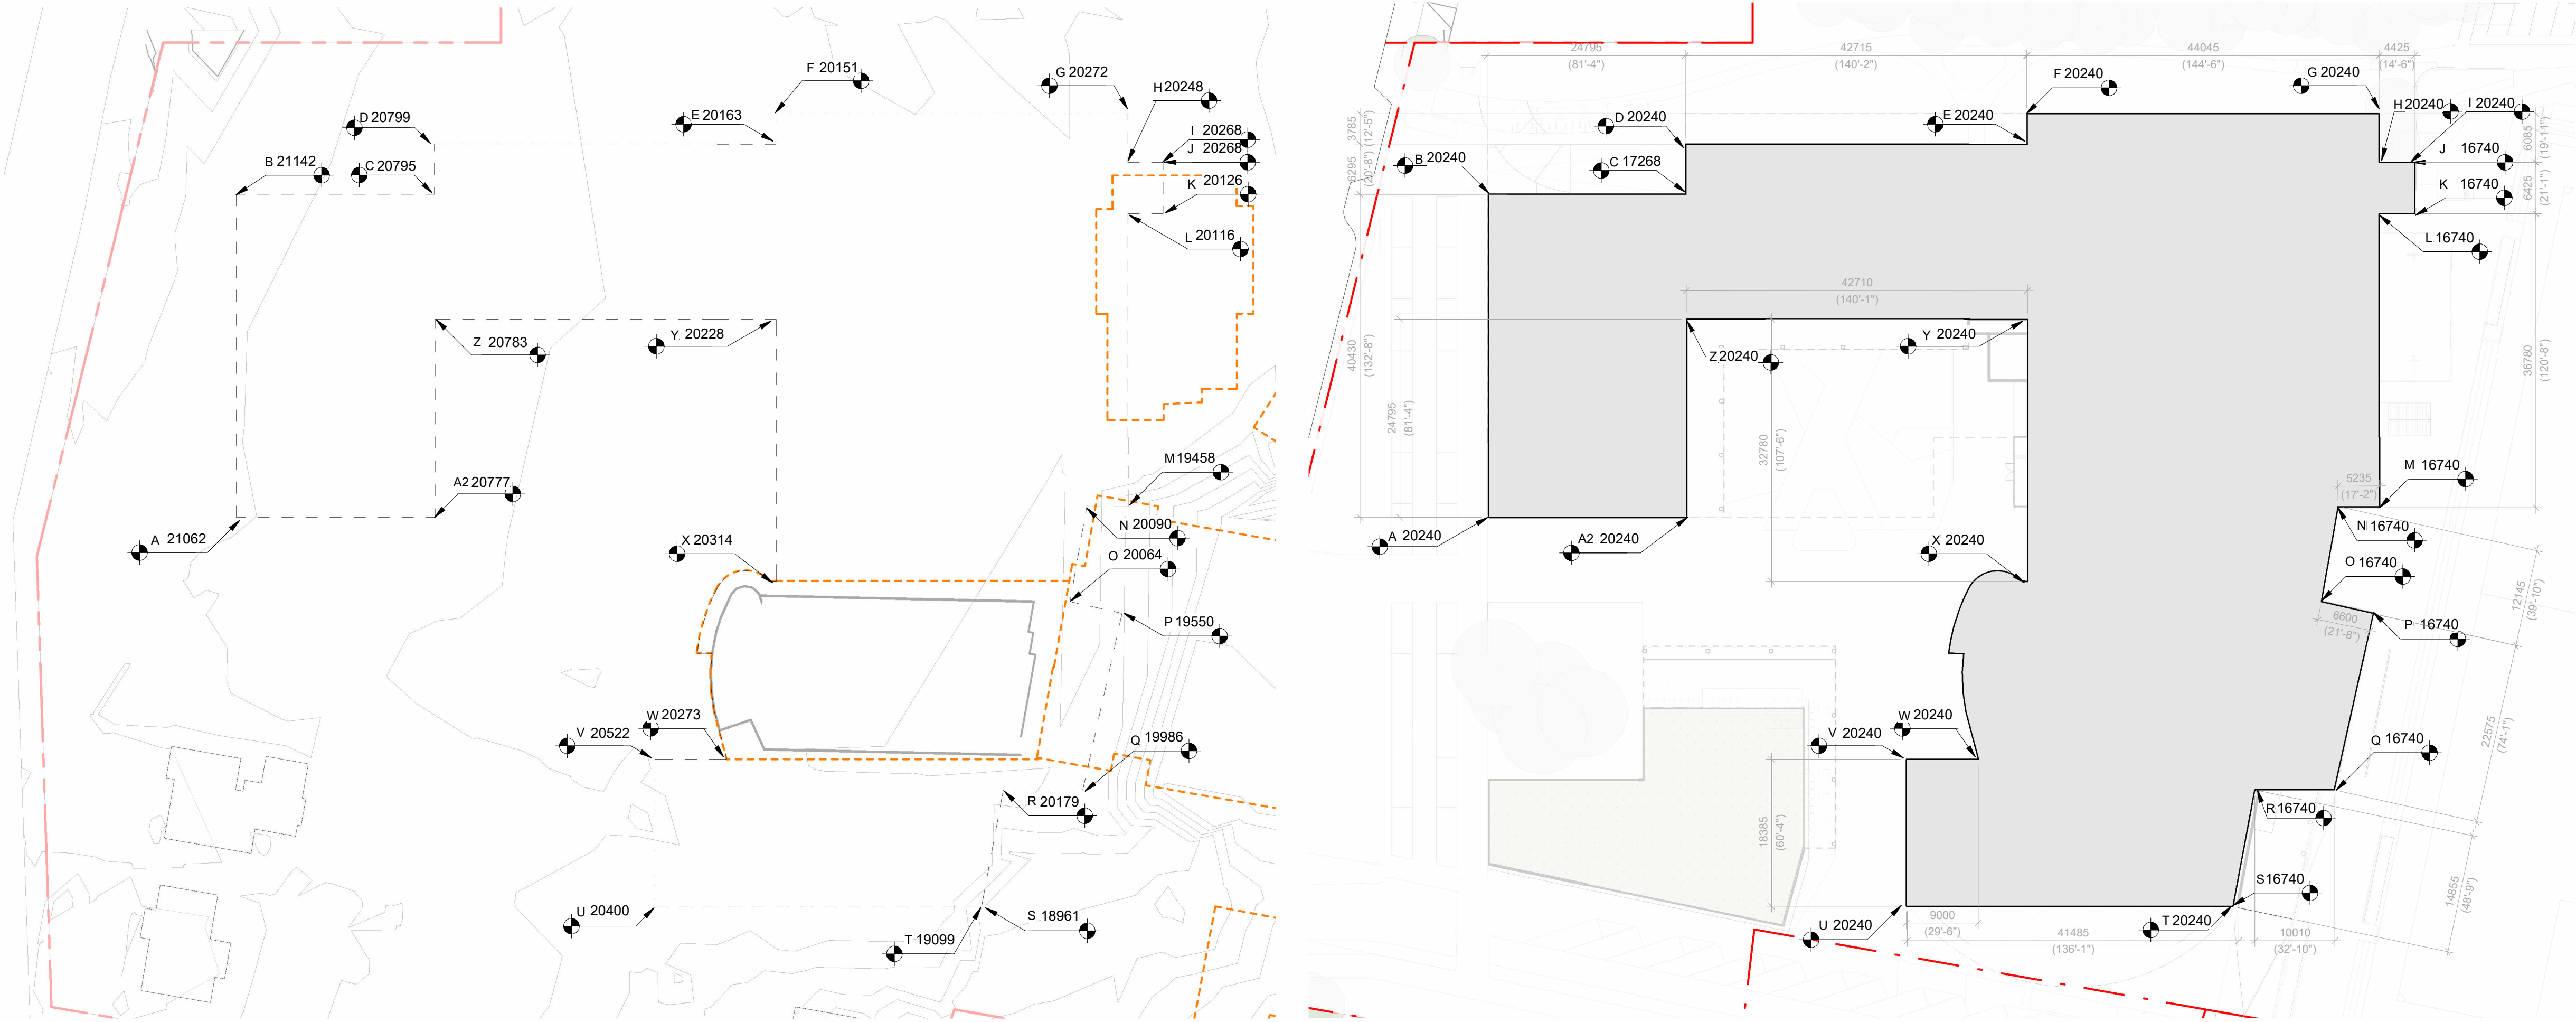 F 20151
G 20272
H 20248
D 20799
E 20163
I 20268
J 20268
B 21142
C 20795
K 20126
L 20116
Z 20783
Y 20228
M 19458
A2 20777
N 20090
A 21062
X 20314
O 20064
P 19550
W 20273
V 20522
Q 19986
R 20179
U 20400
S 18961
T 19099
24795
(81'-4")
42715
(140'-2")
44045
(144'-6")
4425
(14'-6")
F 20240
G 20240
H 20240
I 20240
D 20240
E 20240
3785
(12'-5")
6085
(19'-11")
B 20240
C 17268
J 16740
6295
(20'-8")
K 16740
6425
(21'-1")
L 16740
42710
(140'-1")
Z 20240
Y 20240
40430
(132'-8")
36780
(120'-8")
24795
(81'-4")
32780
(107'-6")
M 16740
5235
(17'-2")
A 20240
A2 20240
X 20240
N 16740
O 16740
12145
(39'-10")
6600
(21'-8")
P 16740
W 20240
V 20240
Q 16740
22575
(74'-1")
R 16740
18385
(60'-4")
S 16740
14855
(48'-9")
U 20240
9000
(29'-6")
T 20240
41485
(136'-1")
10010
(32'-10")